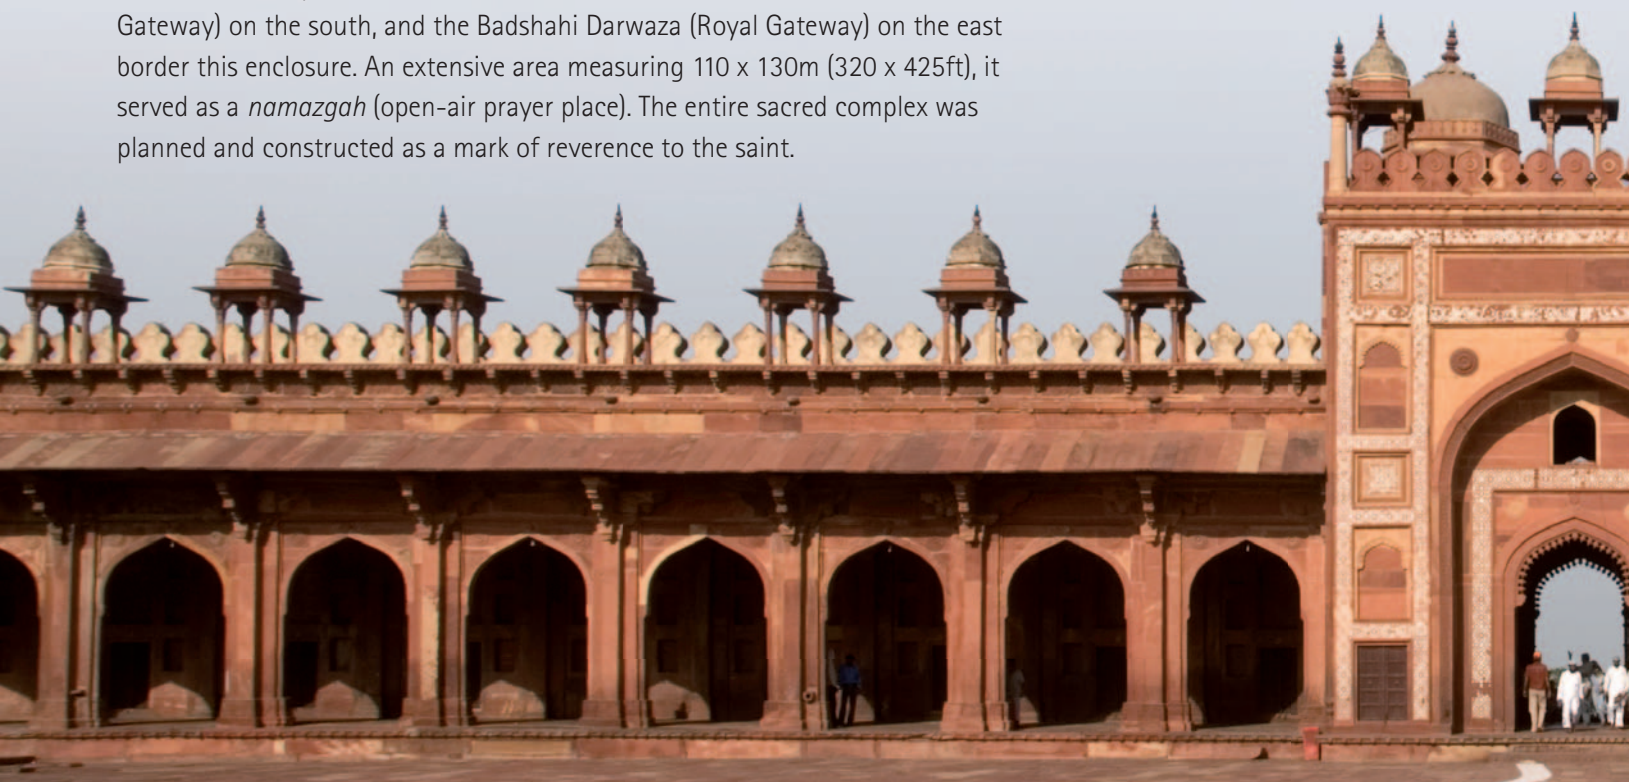 Gateway) on the south, and the Badshahi Darwaza (Royal Gateway) on the east
border this enclosure. An extensive area measuring 110 x 130m (320 x 425ft), it
served as a namazgah (open-air prayer place). The entire sacred complex was
planned and constructed as a mark of reverence to the saint.